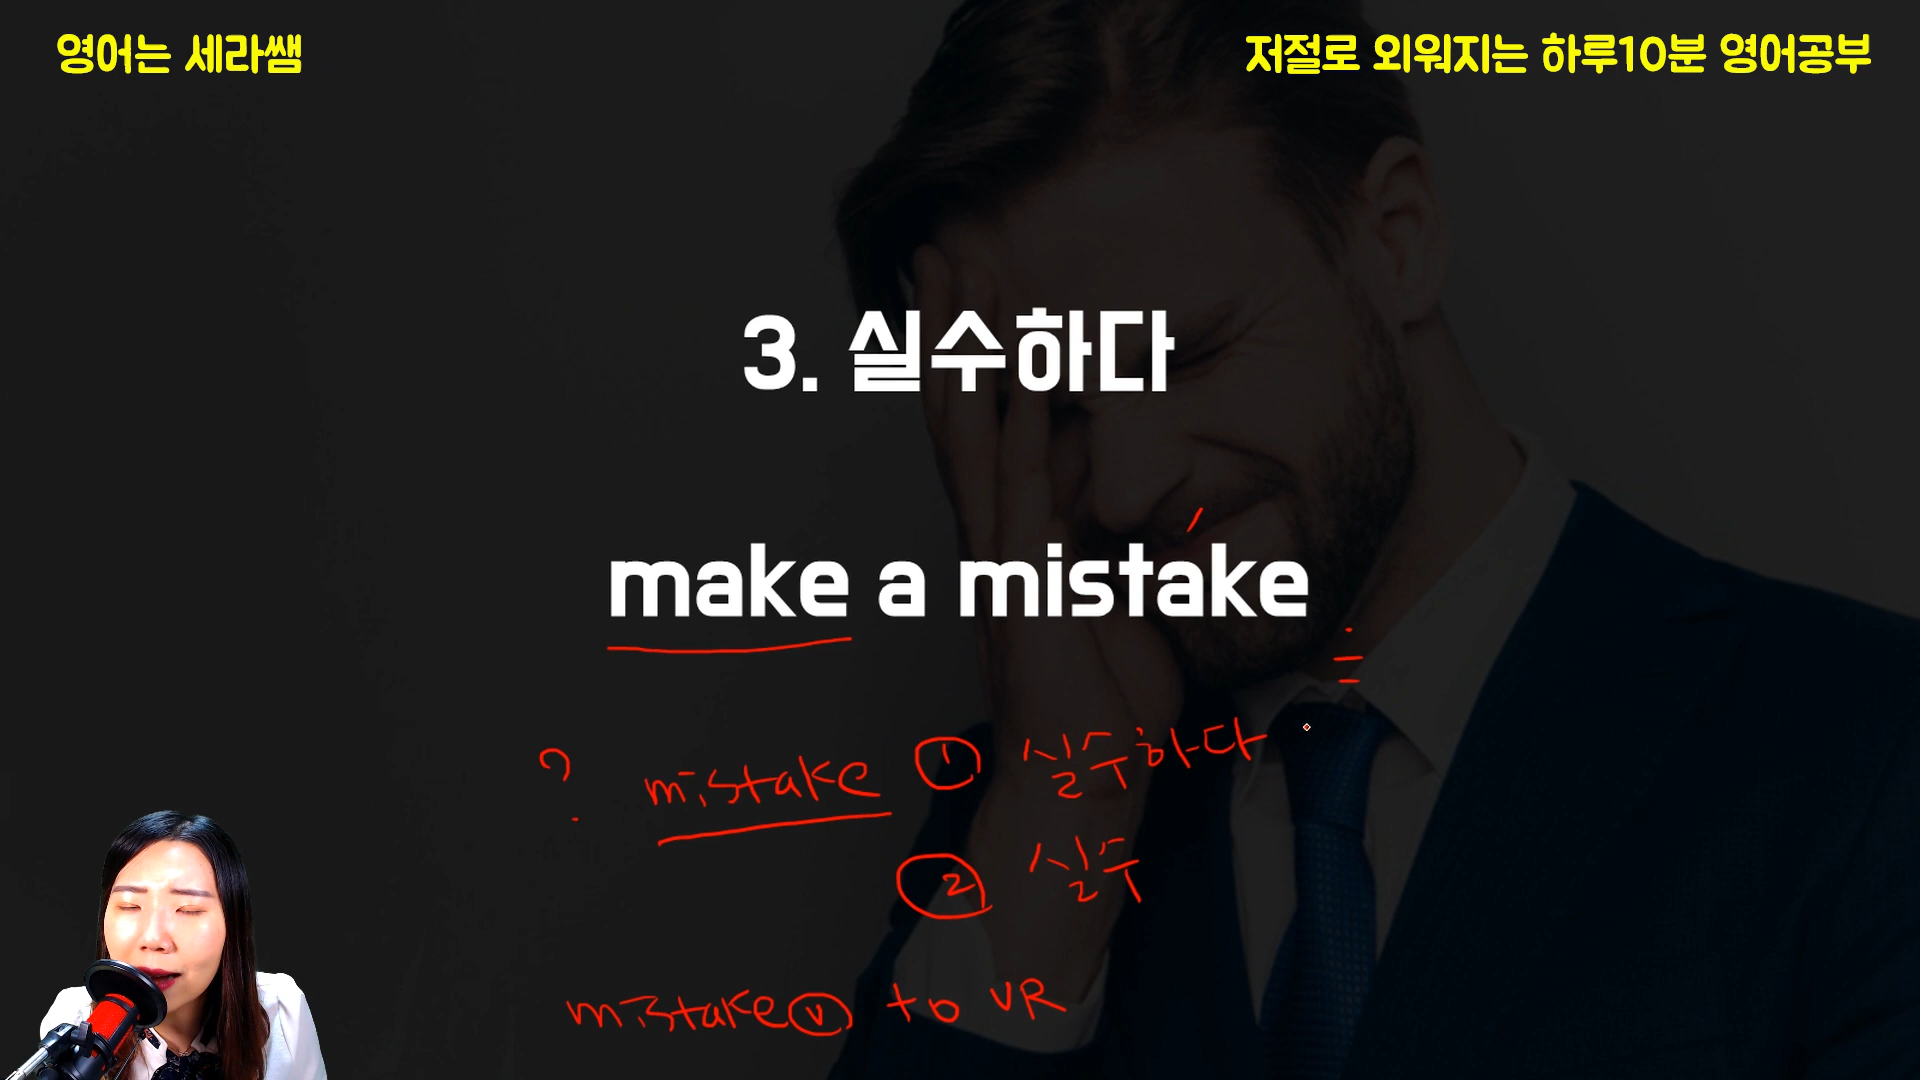 영어는 세라쌤
저절로 외워지는 하루10분 영어공부
3. 실수하다
make a mistake
? mistake ① 실수하다
② 실수
mistake ⓥ to VR